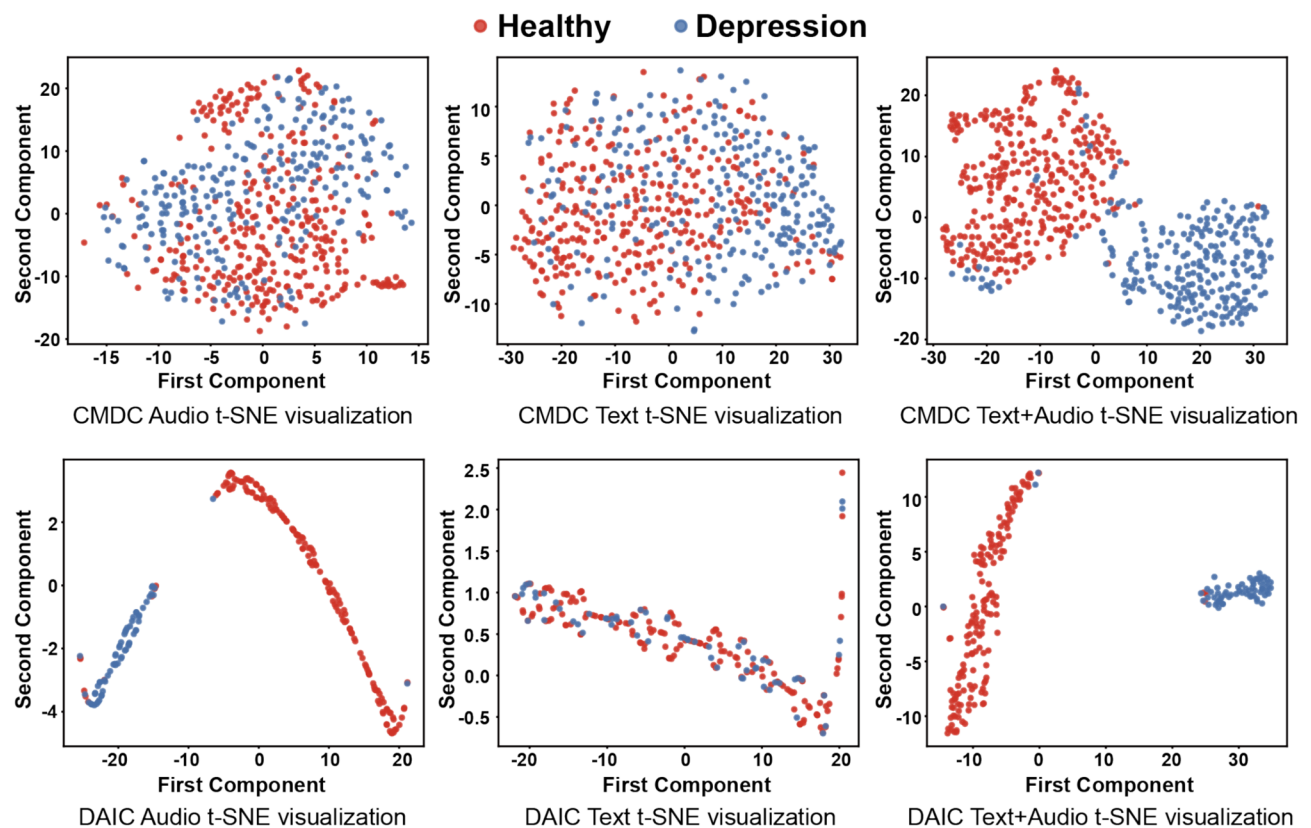 Healthy Depression
20
10
0
-10
-20
Second Component
-15 -10 -5 0 5 10 15
First Component
CMDC Audio t-SNE visualization
10
5
0
-5
-10
Second Component
-30 -20 -10 0 10 20 30
First Component
CMDC Text t-SNE visualization
20
10
0
-10
-20
Second Component
-30 -20 -10 0 10 20 30
First Component
CMDC Text+Audio t-SNE visualization
2
0
-2
-4
Second Component
-20 -10 0 10 20
First Component
DAIC Audio t-SNE visualization
2.5
2.0
1.5
1.0
0.5
0.0
-0.5
Second Component
-20 -10 0 10 20
First Component
DAIC Text t-SNE visualization
10
5
0
-5
-10
Second Component
-10 0 10 20 30
First Component
DAIC Text+Audio t-SNE visualization